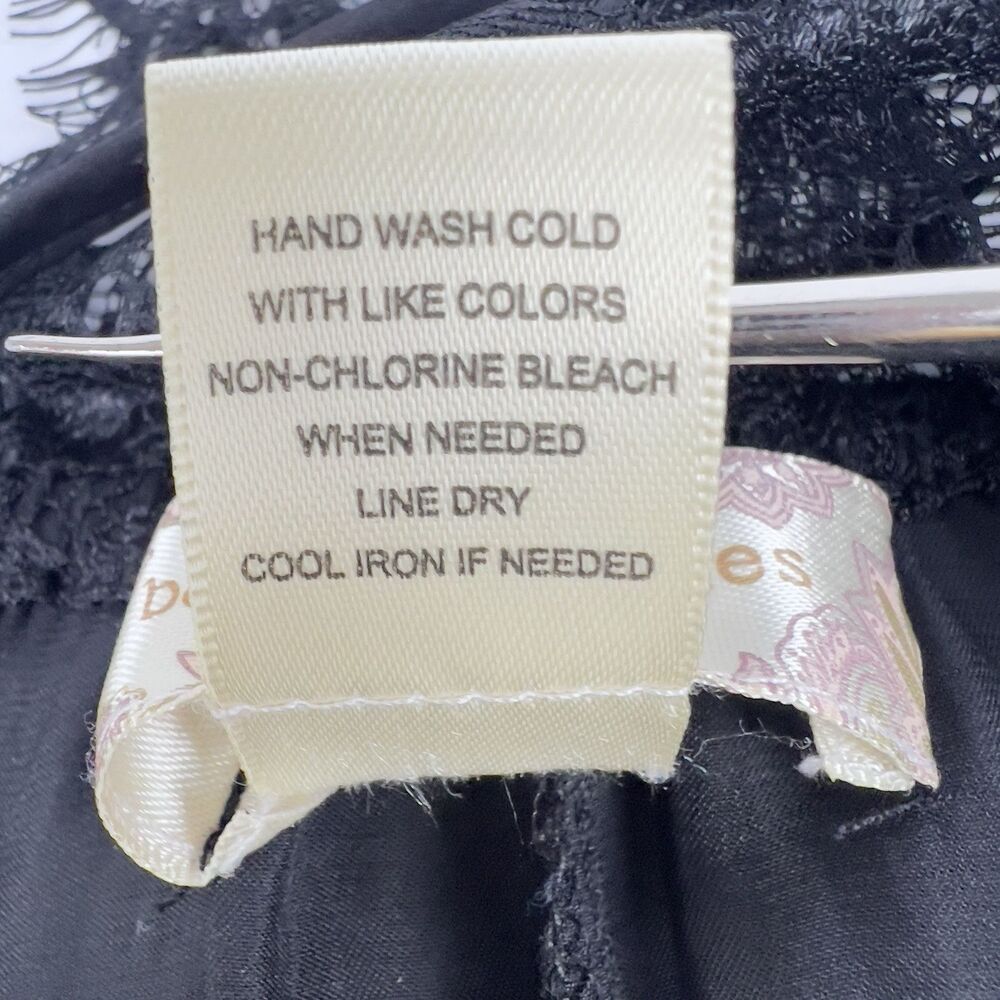 HAND WASH COLD
WITH LIKE COLORS
NON-CHLORINE BLEACH
WHEN NEEDED
LINE DRY
COOL IRON IF NEEDED